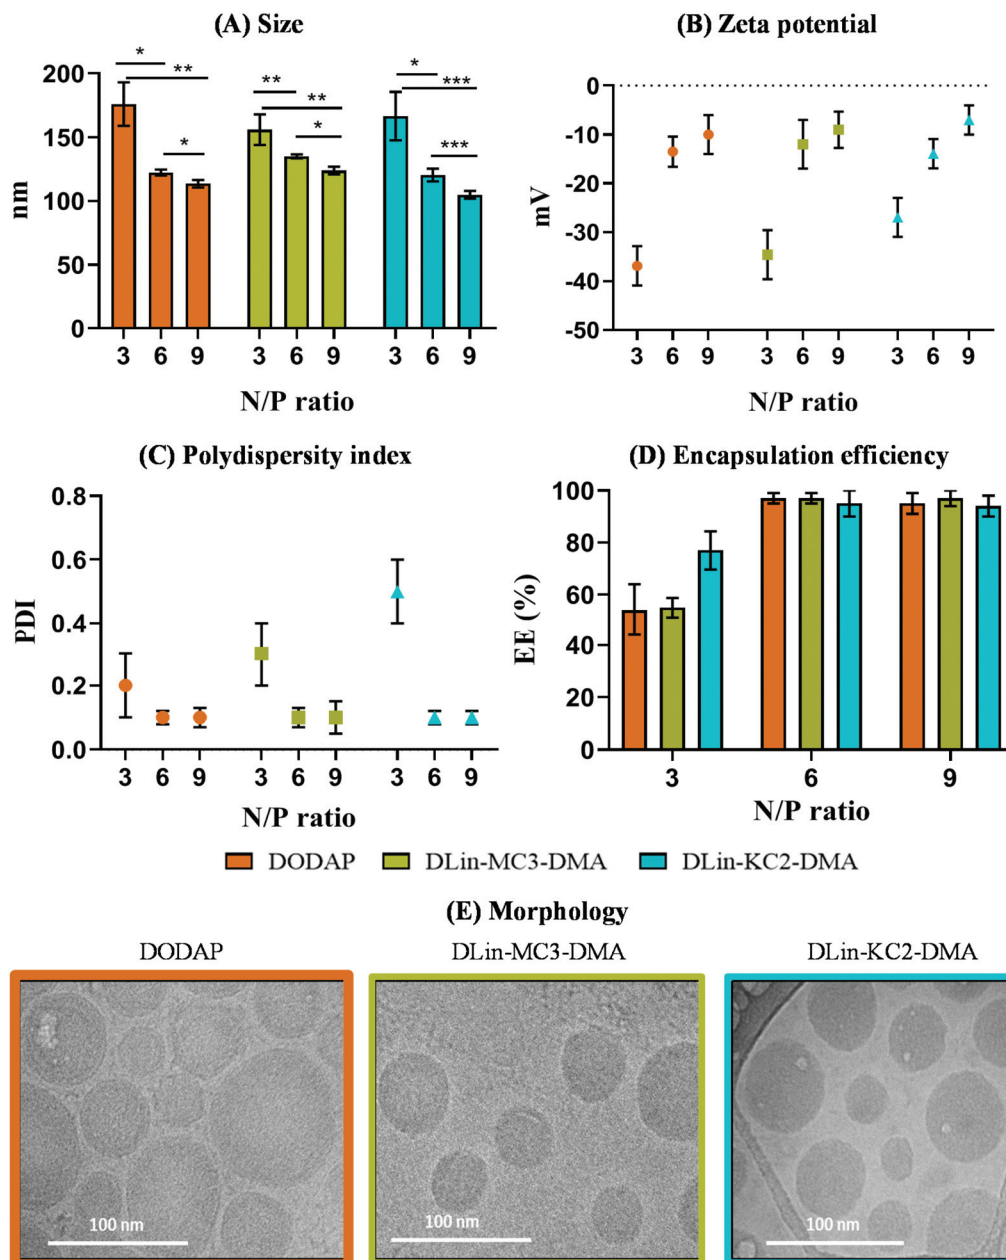 (A) Size
* **
** **
* ***
* * ***
200
150
100
50
0
nm
3 6 9 3 6 9 3 6 9
N/P ratio
(B) Zeta potential
0
-10
-20
-30
-40
-50
mV
3 6 9 3 6 9 3 6 9
N/P ratio
(C) Polydispersity index
0.8
0.6
0.4
0.2
0.0
PDI
3 6 9 3 6 9 3 6 9
N/P ratio
(D) Encapsulation efficiency
100
80
60
40
20
0
EE (%)
3 6 9
N/P ratio
DODAP DLin-MC3-DMA DLin-KC2-DMA
(E) Morphology
DODAP DLin-MC3-DMA DLin-KC2-DMA
100 nm 100 nm 100 nm